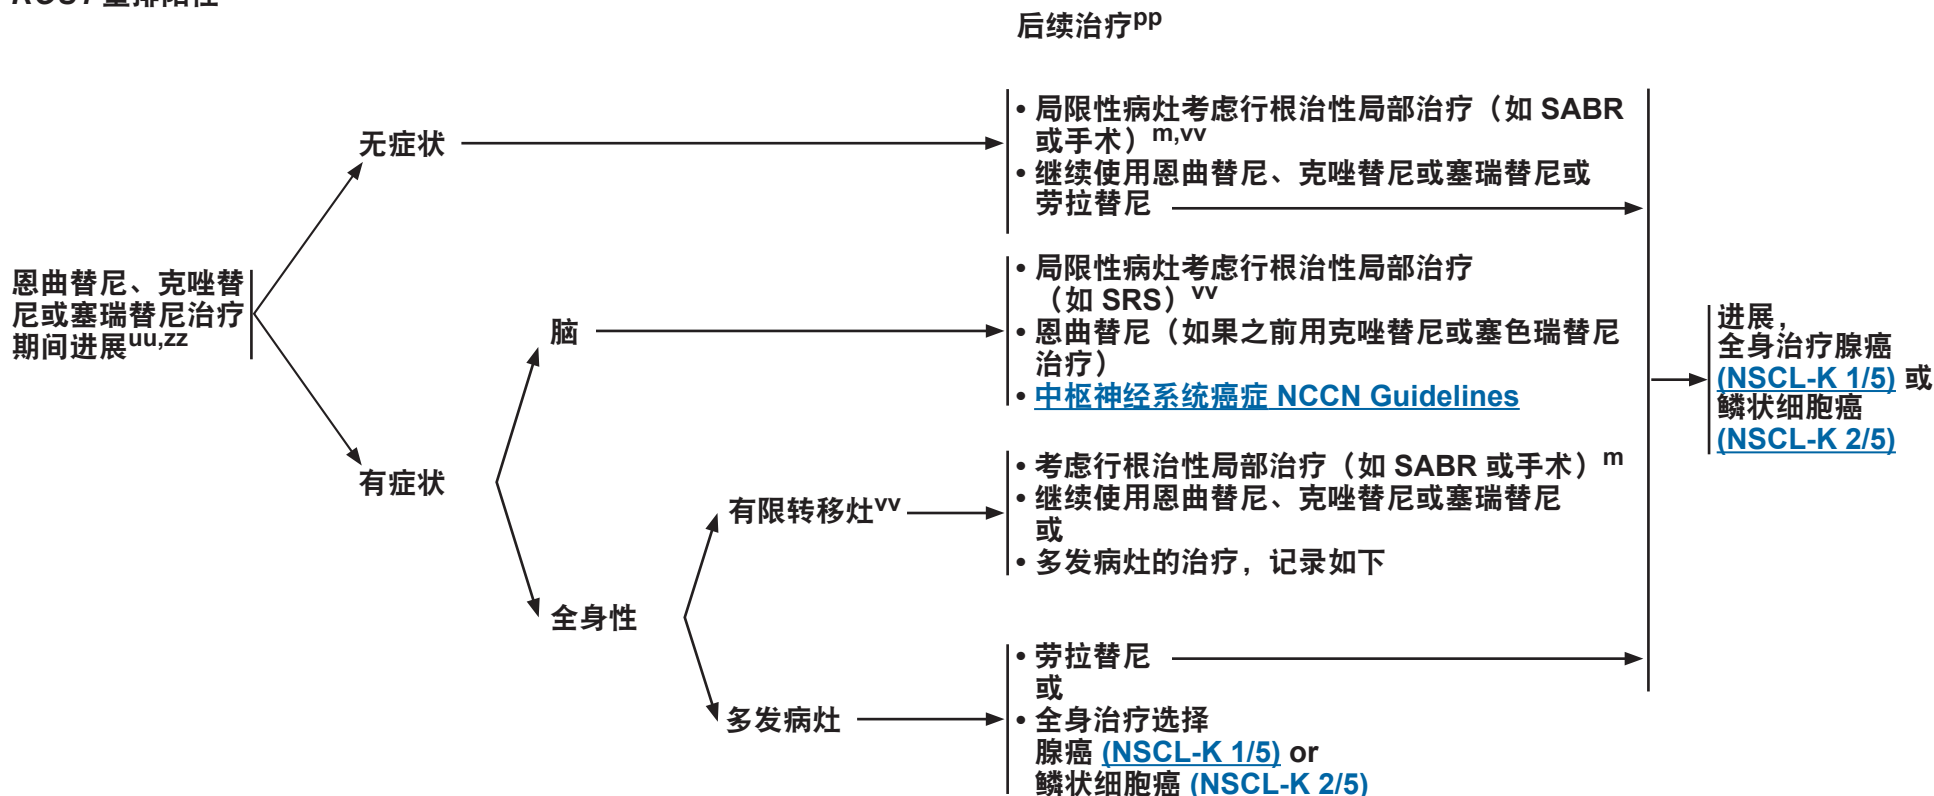 后续治疗pp
无症状
• 局限性病灶考虑行根治性局部治疗（如 SABR
或手术）m,vv
• 继续使用恩曲替尼、克唑替尼或塞瑞替尼或
劳拉替尼
恩曲替尼、克唑替
尼或塞瑞替尼治疗
期间进展uu,zz
脑
• 局限性病灶考虑行根治性局部治疗
（如 SRS）vv
• 恩曲替尼（如果之前用克唑替尼或塞色瑞替尼
治疗）
• 中枢神经系统癌症 NCCN Guidelines
进展，
全身治疗腺癌
(NSCL-K 1/5) 或
鳞状细胞癌
(NSCL-K 2/5)
有症状
有限转移灶vv
• 考虑行根治性局部治疗（如 SABR 或手术）m
• 继续使用恩曲替尼、克唑替尼或塞瑞替尼
或
• 多发病灶的治疗，记录如下
全身性
多发病灶
• 劳拉替尼
或
• 全身治疗选择
腺癌 (NSCL-K 1/5) or
鳞状细胞癌 (NSCL-K 2/5)